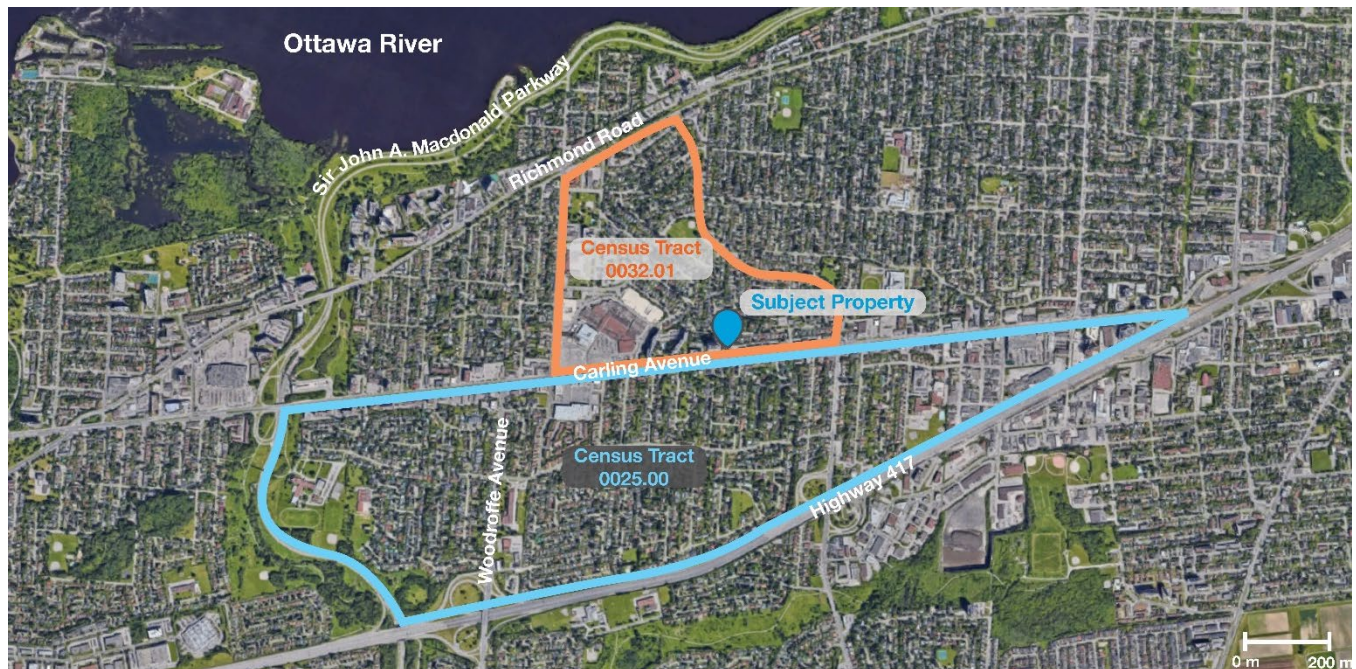 Ottawa River
Sir John A. Macdonald Parkway
Richmond Road
Census Tract
0032.01
Subject Property
Carling Avenue
Woodroffe Avenue
Census Tract
0025.00
Highway 417
0 m 200 m